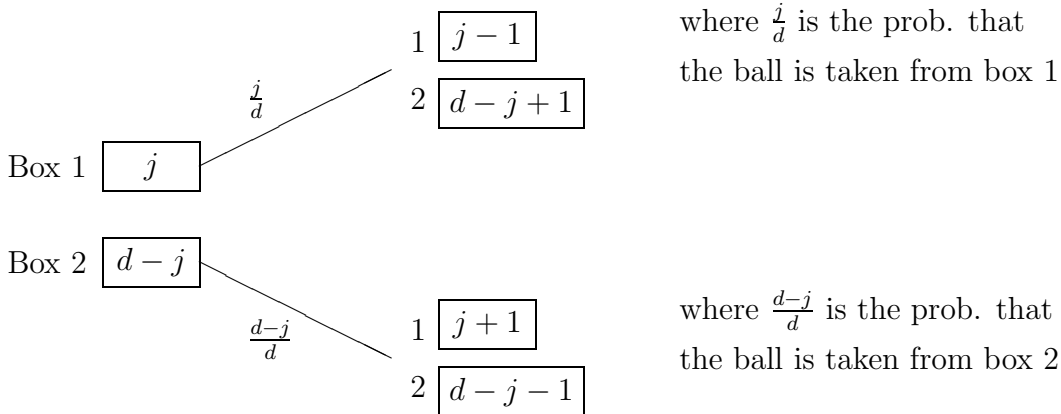 1 j − 1
2 d − j + 1
where j/d is the prob. that
the ball is taken from box 1
j/d
Box 1 j
Box 2 d − j
d−j/d
1 j + 1
2 d − j − 1
where d−j/d is the prob. that
the ball is taken from box 2